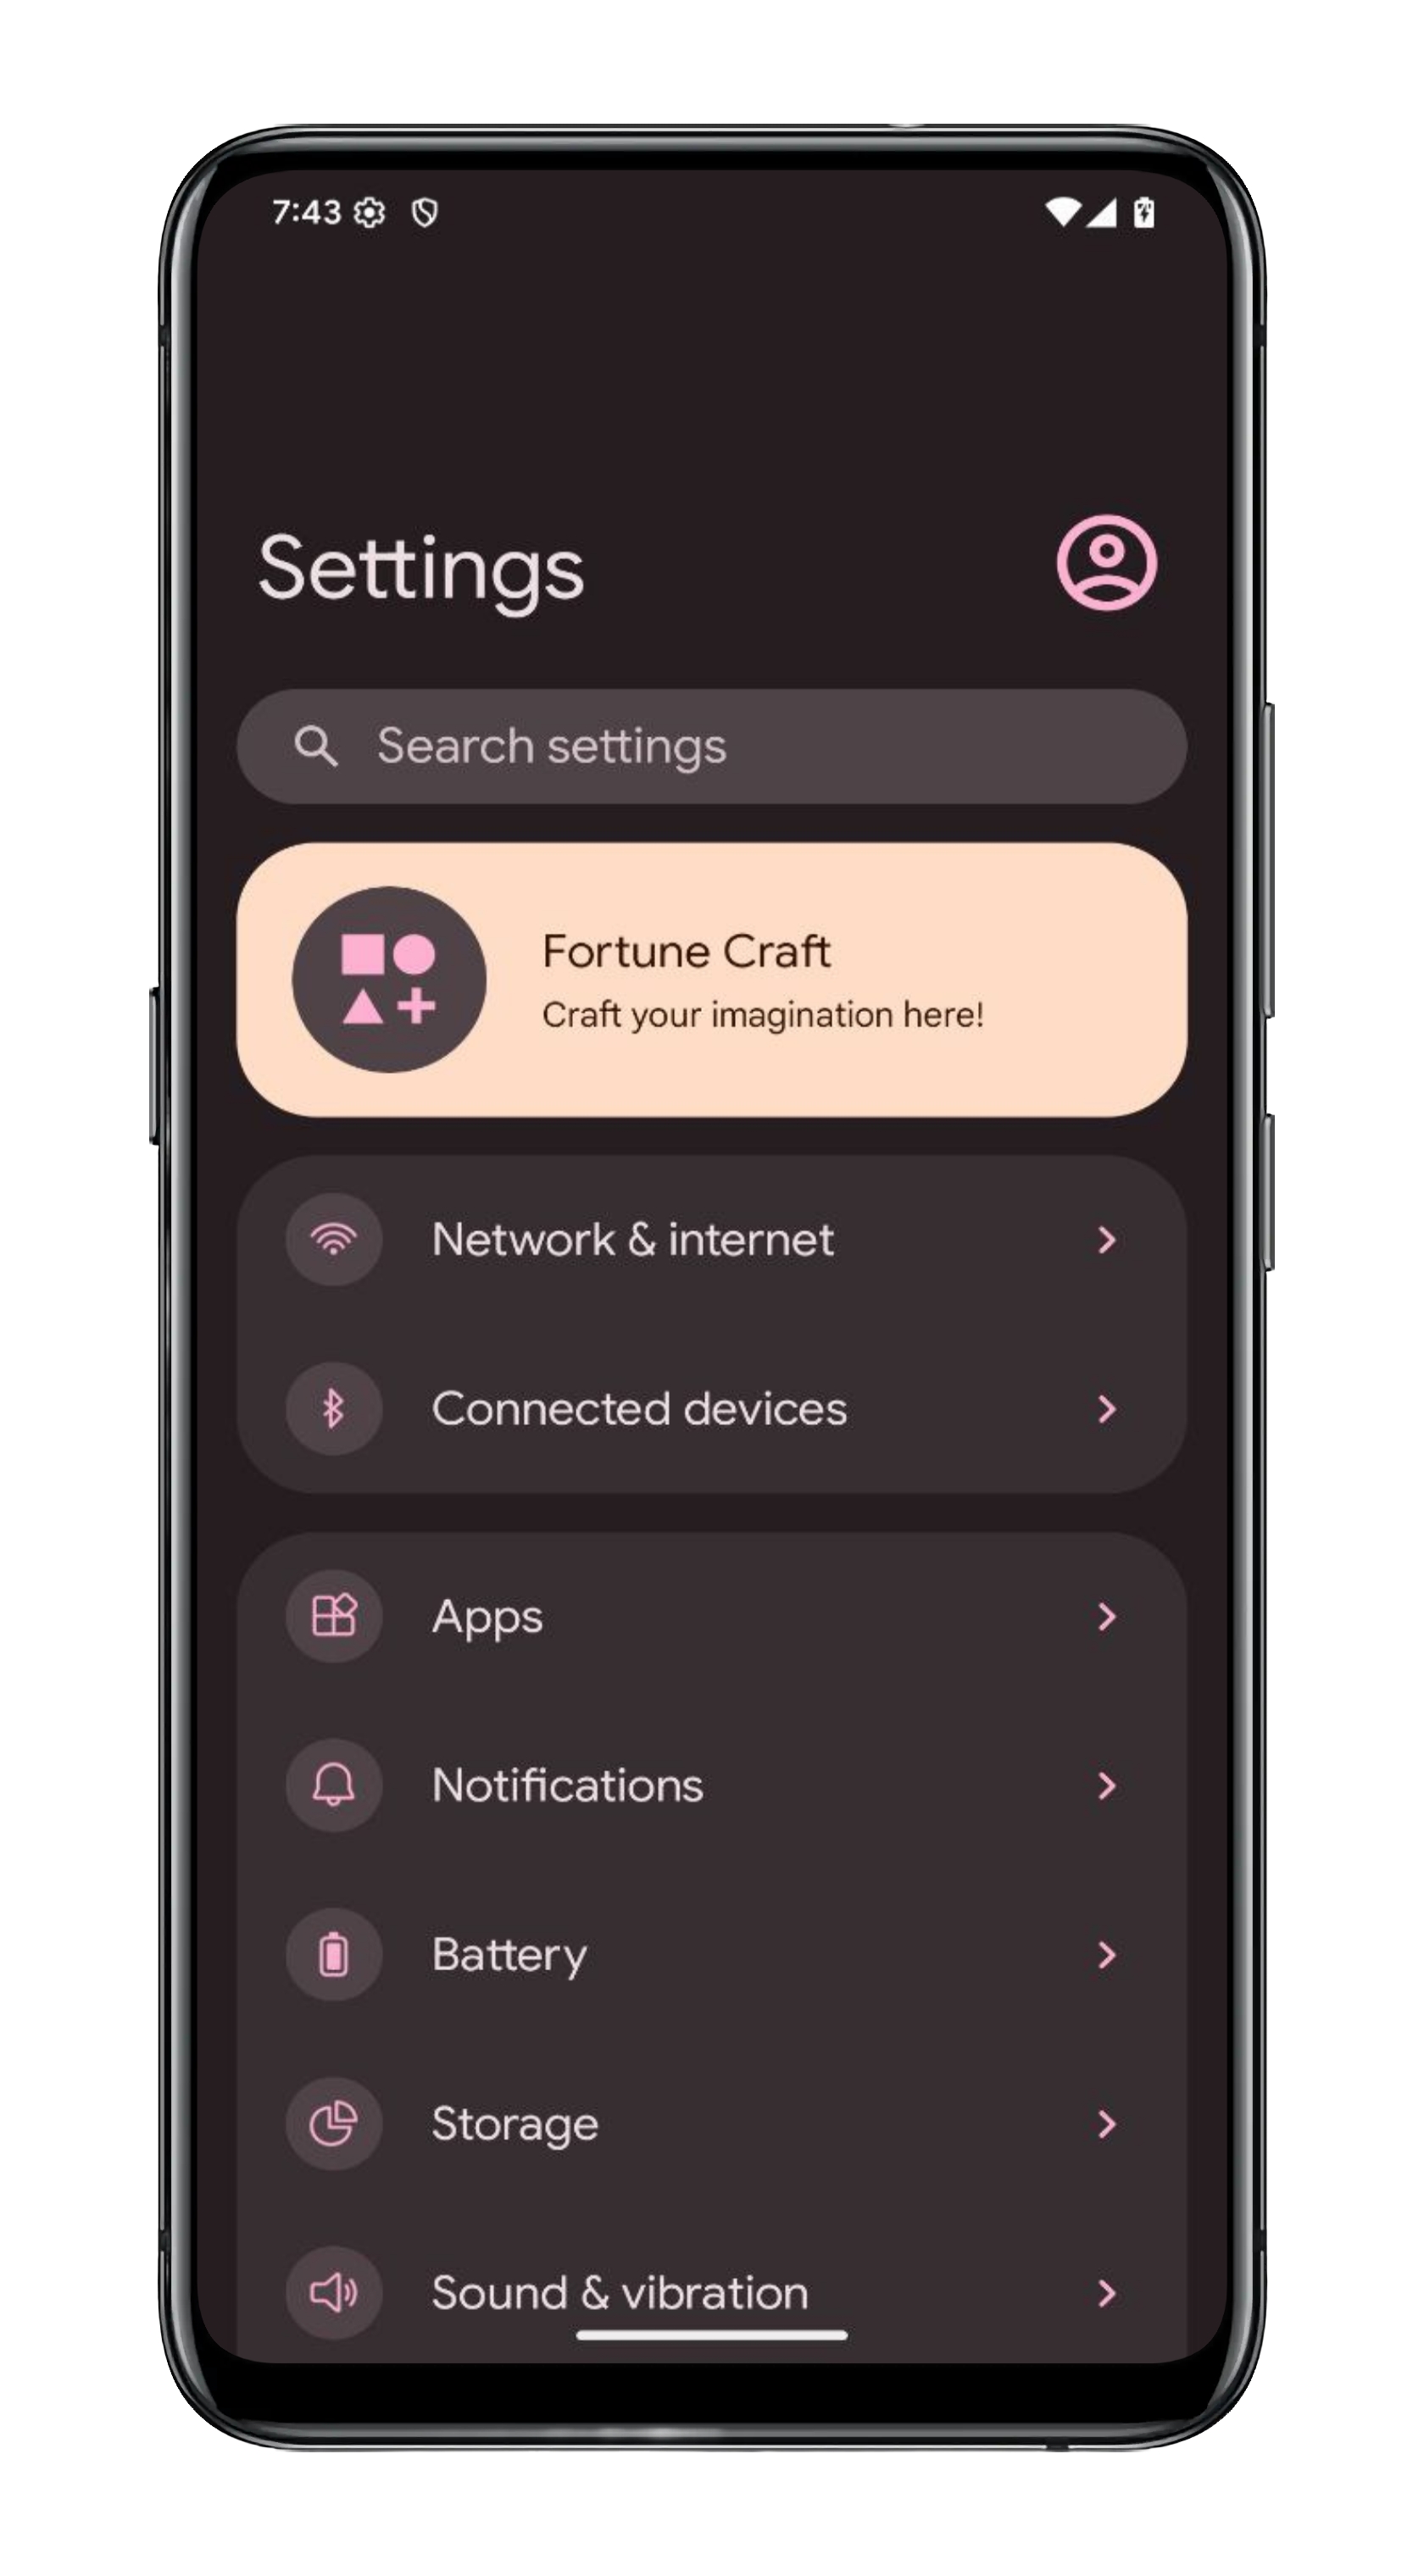 7:43
Settings
Search settings
Fortune Craft
Craft your imagination here!
Network & internet
Connected devices
Apps
Notifications
Battery
Storage
Sound & vibration